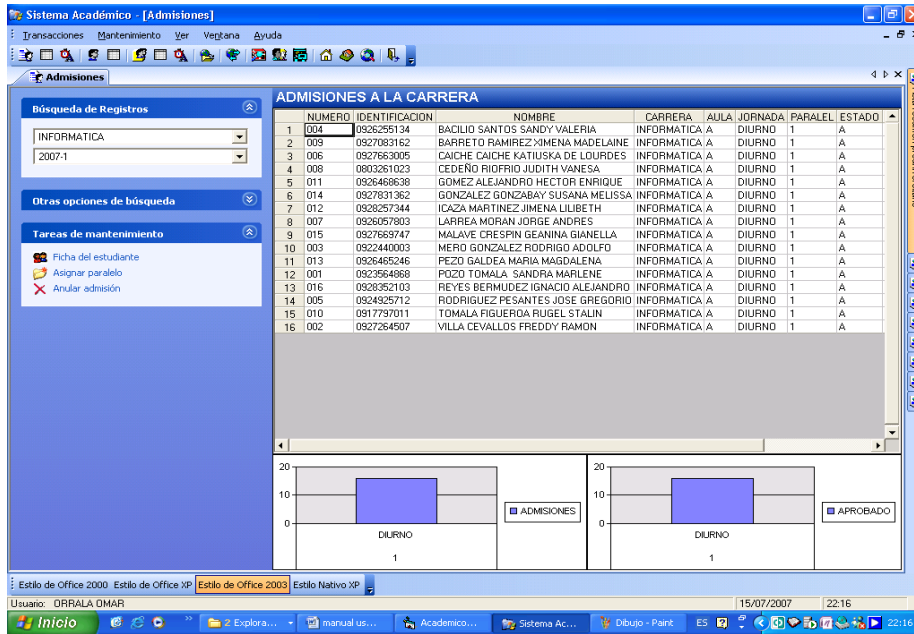 Sistema Académico - [Admisiones]
Transacciones Mantenimiento Ver Ventana Ayuda
Admisiones
Búsqueda de Registros
INFORMATICA
2007-1
Otras opciones de búsqueda
Tareas de mantenimiento
Ficha del estudiante
Asignar paralelo
Anular admisión
ADMISIONES A LA CARRERA
NUMERO IDENTIFICACION NOMBRE CARRERA AULA JORNADA PARALEL ESTADO
1 004 0926255134 BACILIO SANTOS SANDY VALERIA INFORMATICA A DIURNO 1 A
2 009 0927083162 BARRETO RAMIREZ XIMENA MADELAINE INFORMATICA A DIURNO 1 A
3 006 0927663005 CAICHE CAICHE KATIUSKA DE LOURDES INFORMATICA A DIURNO 1 A
4 008 0803261023 CEDEÑO RIOFRIO JUDITH VANESA INFORMATICA A DIURNO 1 A
5 011 0926468638 GOMEZ ALEJANDRO HECTOR ENRIQUE INFORMATICA A DIURNO 1 A
6 014 0927831362 GONZALEZ GONZABAY SUSANA MELISSA INFORMATICA A DIURNO 1 A
7 012 0928257344 ICAZA MARTINEZ JIMENA LILIBETH INFORMATICA A DIURNO 1 A
8 007 0926057803 LARREA MORAN JORGE ANDRES INFORMATICA A DIURNO 1 A
9 015 0927669747 MALAVE CRESPIN GEANINA GIANELLA INFORMATICA A DIURNO 1 A
10 003 0922440003 MERO GONZALEZ RODRIGO ADOLFO INFORMATICA A DIURNO 1 A
11 013 0926465246 PEZO GALDEA MARIA MAGDALENA INFORMATICA A DIURNO 1 A
12 001 0923564868 POZO TOMALA SANDRA MARLENE INFORMATICA A DIURNO 1 A
13 016 0928352103 REYES BERMUDEZ IGNACIO ALEJANDRO INFORMATICA A DIURNO 1 A
14 005 0924925712 RODRIGUEZ PESANTES JOSE GREGORIO INFORMATICA A DIURNO 1 A
15 010 0917797011 TOMALA FIGUEROA RUGEL STALIN INFORMATICA A DIURNO 1 A
16 002 0927264507 VILLA CEVALLOS FREDDY RAMON INFORMATICA A DIURNO 1 A
20
10
0
DIURNO
1
ADMISIONES
20
10
0
DIURNO
1
APROBADO
Estilo de Office 2000 Estilo de Office XP Estilo de Office 2003 Estilo Nativo XP
Usuario: ORRALA OMAR 15/07/2007 22:16
Inicio 2 Explora... manual us... Academico... Sistema Ac... Dibujo - Paint ES 22:16